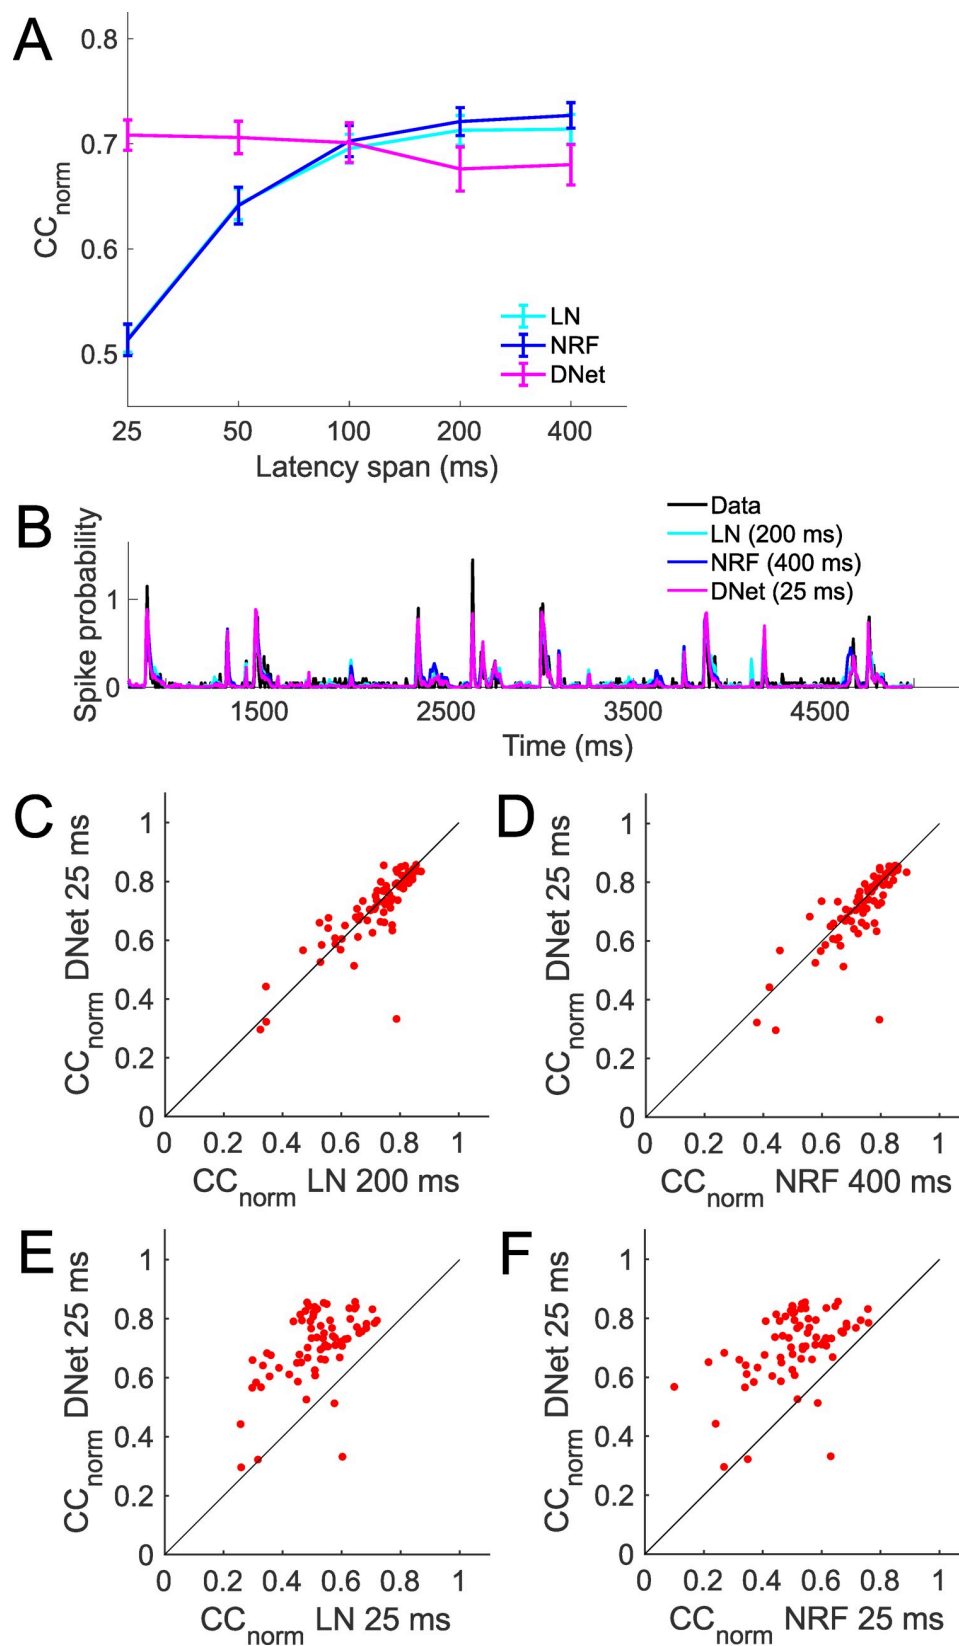 A
0.8
0.7
0.6
0.5
CCnorm
LN
NRF
DNet
25 50 100 200 400
Latency span (ms)
B
Spike probability
1
0
Data
LN (200 ms)
NRF (400 ms)
DNet (25 ms)
1500 2500 3500 4500
Time (ms)
C
CCnorm DNet 25 ms
1
0.8
0.6
0.4
0.2
0
0 0.2 0.4 0.6 0.8 1
CCnorm LN 200 ms
D
CCnorm DNet 25 ms
1
0.8
0.6
0.4
0.2
0
0 0.2 0.4 0.6 0.8 1
CCnorm NRF 400 ms
E
CCnorm DNet 25 ms
1
0.8
0.6
0.4
0.2
0
0 0.2 0.4 0.6 0.8 1
CCnorm LN 25 ms
F
CCnorm DNet 25 ms
1
0.8
0.6
0.4
0.2
0
0 0.2 0.4 0.6 0.8 1
CCnorm NRF 25 ms